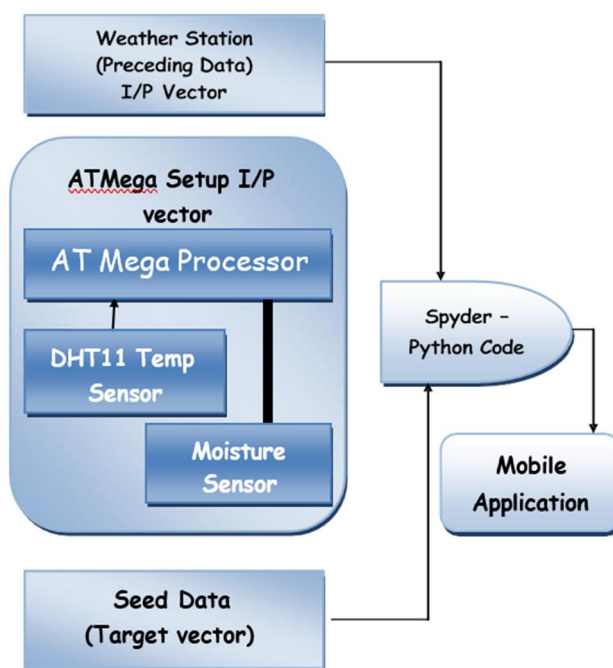 Weather Station
(Preceding Data)
I/P Vector
ATMega Setup I/P
vector
AT Mega Processor
DHT11 Temp
Sensor
Moisture
Sensor
Spyder –
Python Code
Mobile
Application
Seed Data
(Target vector)